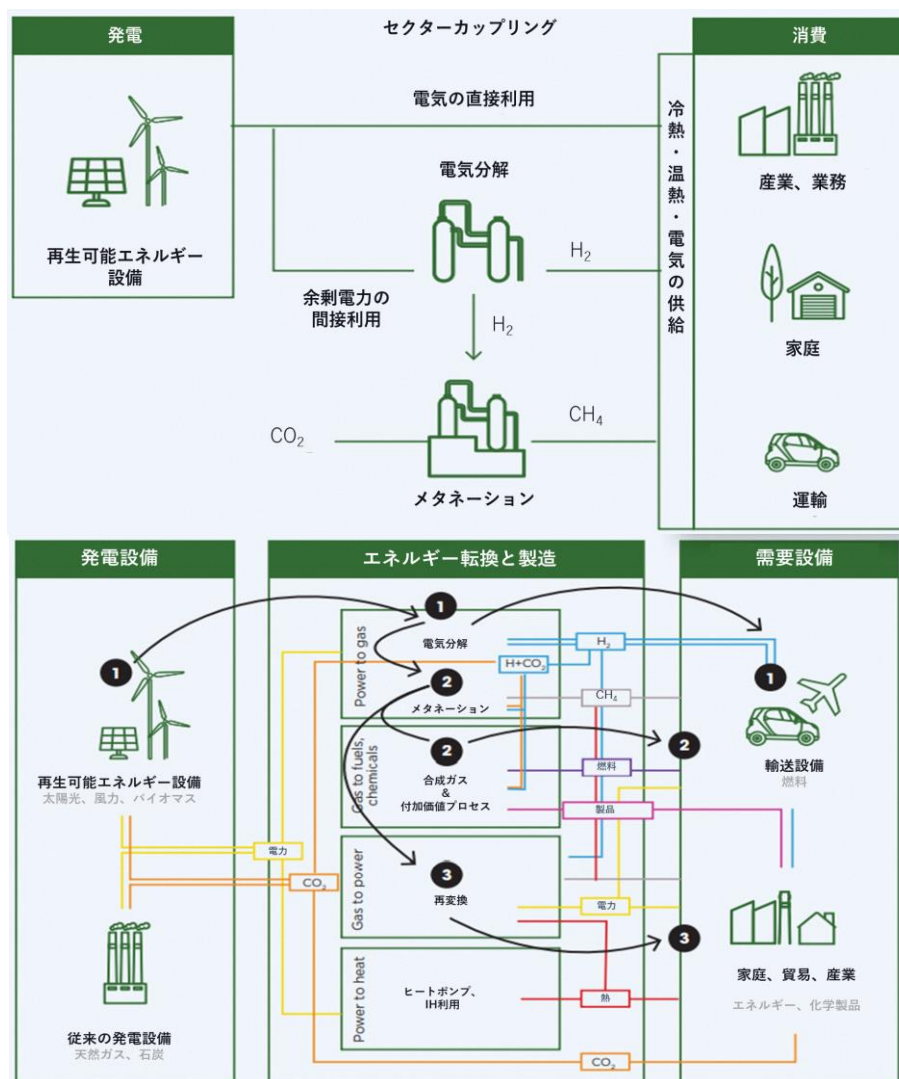 発電
セクターカップリング
消費
電気の直接利用
冷熱・温熱・電気の供給
電気分解
産業、業務
再生可能エネルギー
設備
H₂
余剰電力の
間接利用
H₂
家庭
CO₂
CH₄
メタネーション
運輸
発電設備
エネルギー転換と製造
需要設備
1
Power to gas
電気分解
H₂
1
H+CO₂
1
2
メタネーション
CH₄
Gas to fuels,
chemicals
2
合成ガス
&
付加価値プロセス
燃料
2
製品
再生可能エネルギー設備
太陽光、風力、バイオマス
輸送設備
燃料
電力
CO₂
Gas to power
3
再変換
電力
3
Power to heat
ヒートポンプ、
IH利用
熱
家庭、貿易、産業
エネルギー、化学製品
従来の発電設備
天然ガス、石炭
CO₂